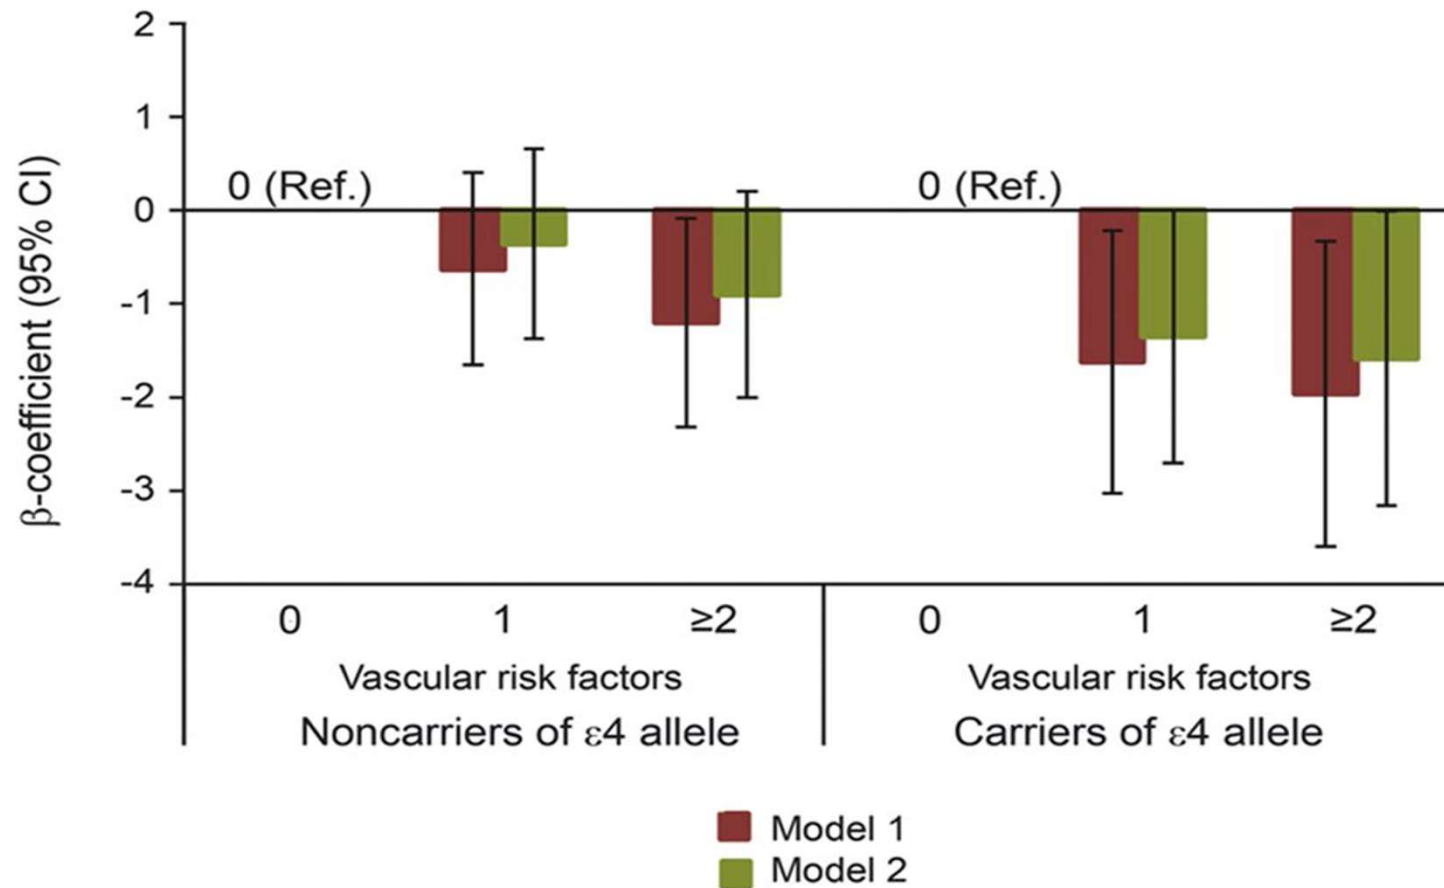 β-coefficient (95% CI)
2
1
0
-1
-2
-3
-4
0 (Ref.)
0 (Ref.)
0 1 ≥2 0 1 ≥2
Vascular risk factors Vascular risk factors
Noncarriers of ε4 allele Carriers of ε4 allele
Model 1
Model 2